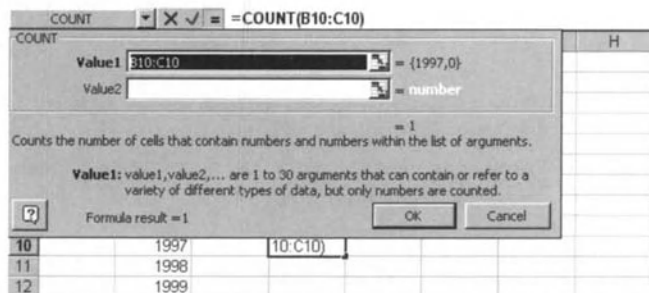 COUNT =COUNT(B10:C10)
COUNT H
Value1 B10:C10 = {1997,0}
Value2 = number
= 1
Counts the number of cells that contain numbers and numbers within the list of arguments.
Value1: value1,value2,... are 1 to 30 arguments that can contain or refer to a
variety of different types of data, but only numbers are counted.
? Formula result =1 OK Cancel
10 1997 10:C10)
11 1998
12 1999